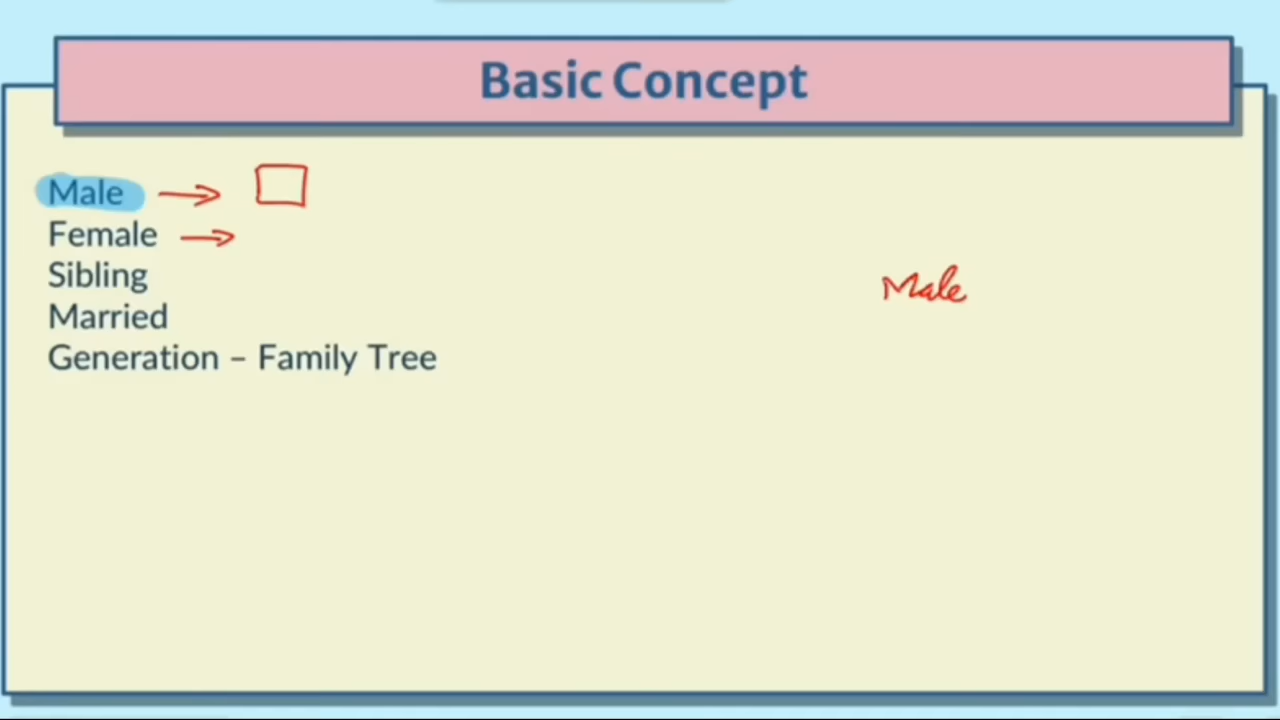 Basic Concept
Male
Female
Sibling
Male
Married
Generation – Family Tree